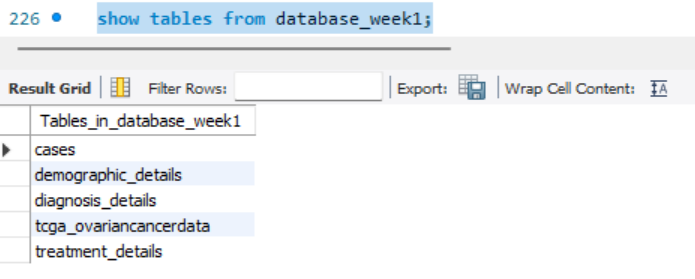 226 show tables from database_week1;
Result Grid Filter Rows: Export: Wrap Cell Content: IA
Tables_in_database_week1
cases
demographic_details
diagnosis_details
tcga_ovariancancerdata
treatment_details